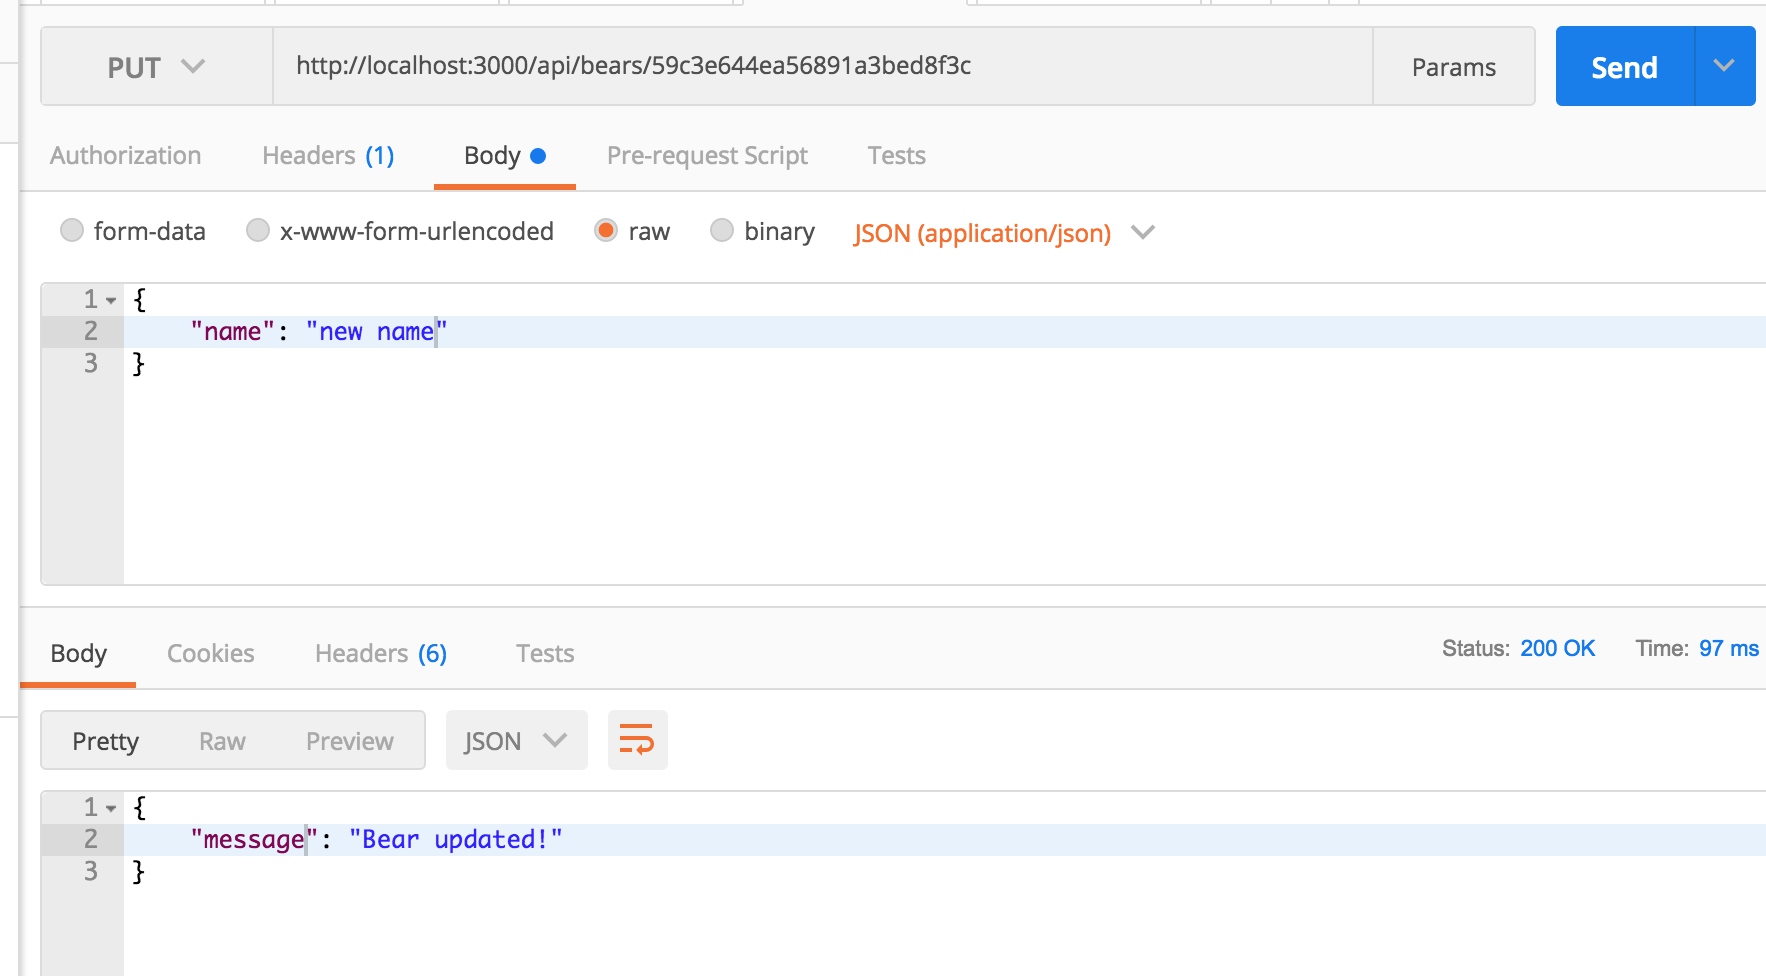 PUT http://localhost:3000/api/bears/59c3e644ea56891a3bed8f3c Params Send
Authorization Headers (1) Body Pre-request Script Tests
form-data x-www-form-urlencoded raw binary JSON (application/json)
1 {
2 "name": "new name"
3 }
Body Cookies Headers (6) Tests Status: 200 OK Time: 97 ms
Pretty Raw Preview JSON
1 {
2 "message": "Bear updated!"
3 }